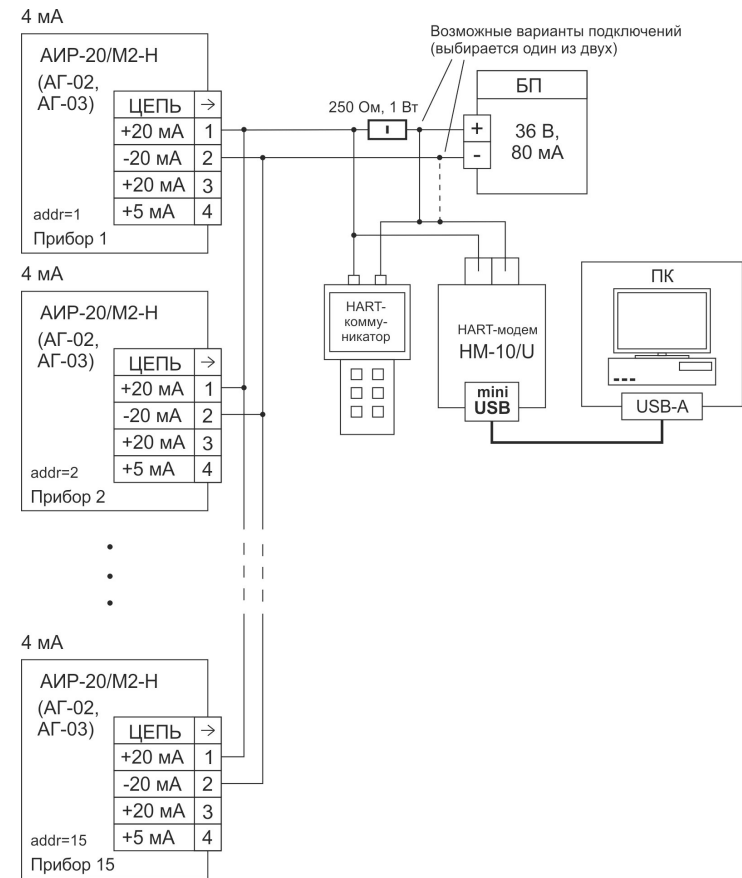 4 мА
АИР-20/М2-Н
(АГ-02,
АГ-03)
ЦЕПЬ →
+20 мА 1
-20 мА 2
+20 мА 3
+5 мА 4
addr=1
Прибор 1
Возможные варианты подключений
(выбирается один из двух)
250 Ом, 1 Вт
БП
+
-
36 В,
80 мА
4 мА
АИР-20/М2-Н
(АГ-02,
АГ-03)
ЦЕПЬ →
+20 мА 1
-20 мА 2
+20 мА 3
+5 мА 4
addr=2
Прибор 2
HART-
комму-
никатор
HART-модем
HM-10/U
mini
USB
ПК
USB-A
4 мА
АИР-20/М2-Н
(АГ-02,
АГ-03)
ЦЕПЬ →
+20 мА 1
-20 мА 2
+20 мА 3
+5 мА 4
addr=15
Прибор 15